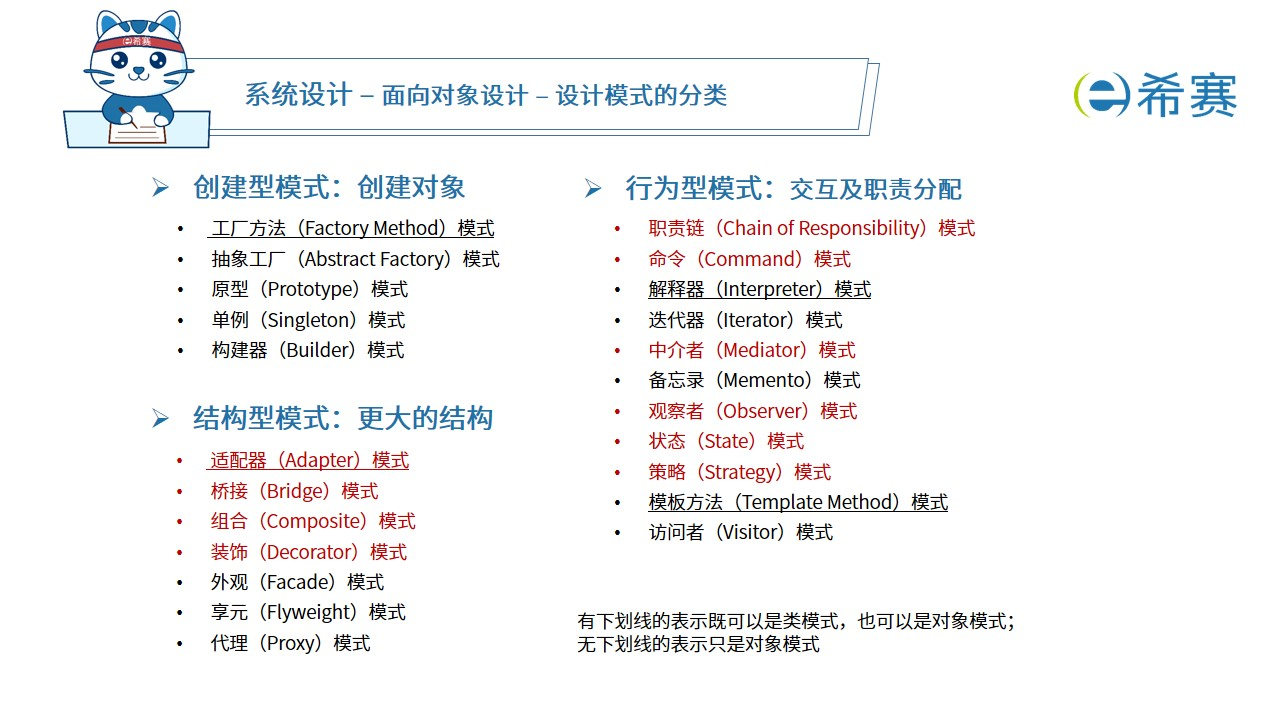 希赛
系统设计 – 面向对象设计 – 设计模式的分类
希赛
➢ 创建型模式：创建对象
• 工厂方法（Factory Method）模式
• 抽象工厂（Abstract Factory）模式
• 原型（Prototype）模式
• 单例（Singleton）模式
• 构建器（Builder）模式
➢ 结构型模式：更大的结构
• 适配器（Adapter）模式
• 桥接（Bridge）模式
• 组合（Composite）模式
• 装饰（Decorator）模式
• 外观（Facade）模式
• 享元（Flyweight）模式
• 代理（Proxy）模式
➢ 行为型模式：交互及职责分配
• 职责链（Chain of Responsibility）模式
• 命令（Command）模式
• 解释器（Interpreter）模式
• 迭代器（Iterator）模式
• 中介者（Mediator）模式
• 备忘录（Memento）模式
• 观察者（Observer）模式
• 状态（State）模式
• 策略（Strategy）模式
• 模板方法（Template Method）模式
• 访问者（Visitor）模式
有下划线的表示既可以是类模式，也可以是对象模式；
无下划线的表示只是对象模式